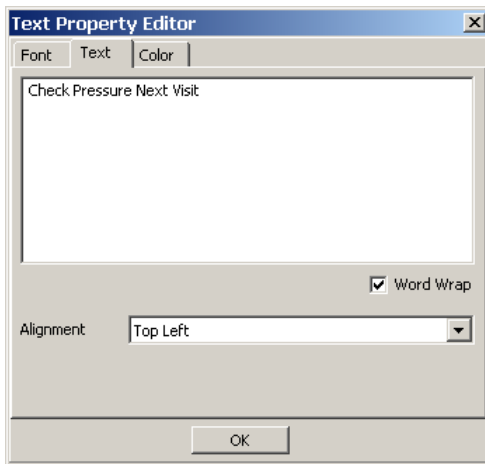 Text Property Editor
Font Text Color
Check Pressure Next Visit
Word Wrap
Alignment Top Left
OK